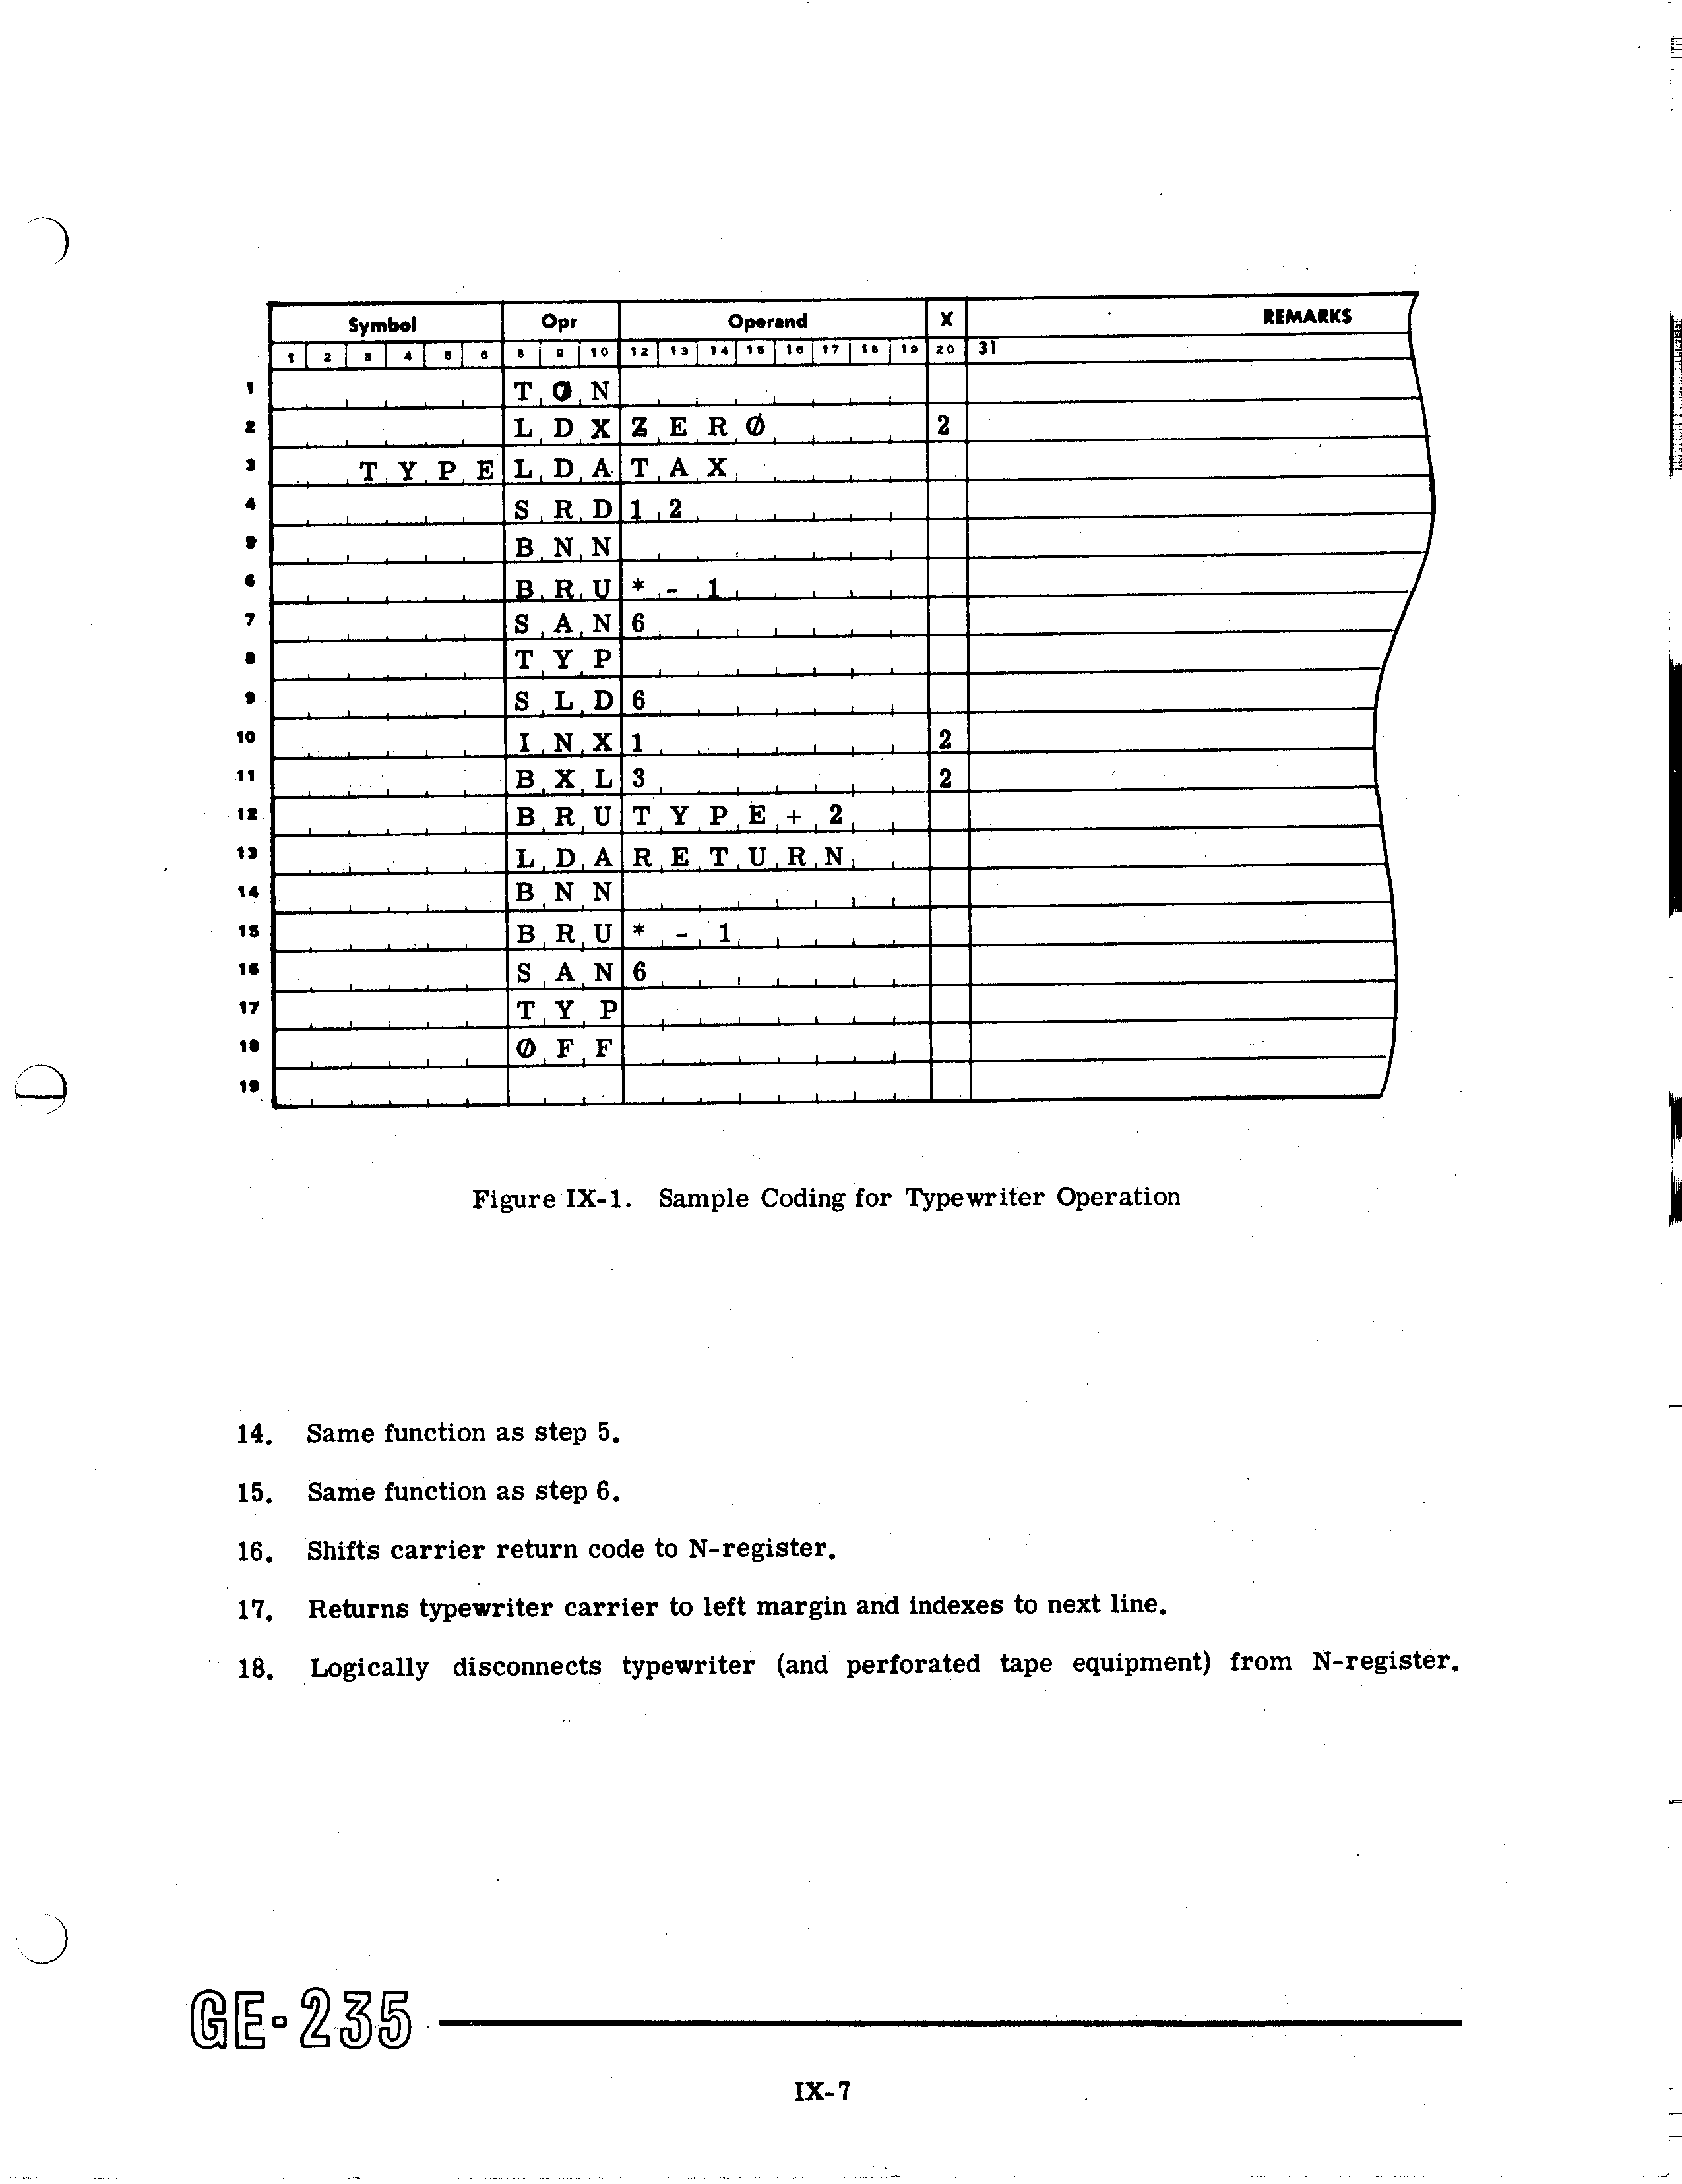 Symbol Opr Operand X REMARKS
1 2 3 4 5 6 8 9 10 12 13 14 15 16 17 18 19 20 31
1 TØN
2 LDX ZERØ 2
3 TYPE LDA TAX
4 SRD 12
5 BNN
6 BRU *-1
7 SAN 6
8 TYP
9 SLD 6
10 INX 1 2
11 BXL 3 2
12 BRU TYPE+2
13 LDA RETURN
14 BNN
15 BRU *-1
16 SAN 6
17 TYP
18 ØFF
19
Figure IX-1. Sample Coding for Typewriter Operation
14. Same function as step 5.
15. Same function as step 6.
16. Shifts carrier return code to N-register.
17. Returns typewriter carrier to left margin and indexes to next line.
18. Logically disconnects typewriter (and perforated tape equipment) from N-register.
GE-235
IX-7